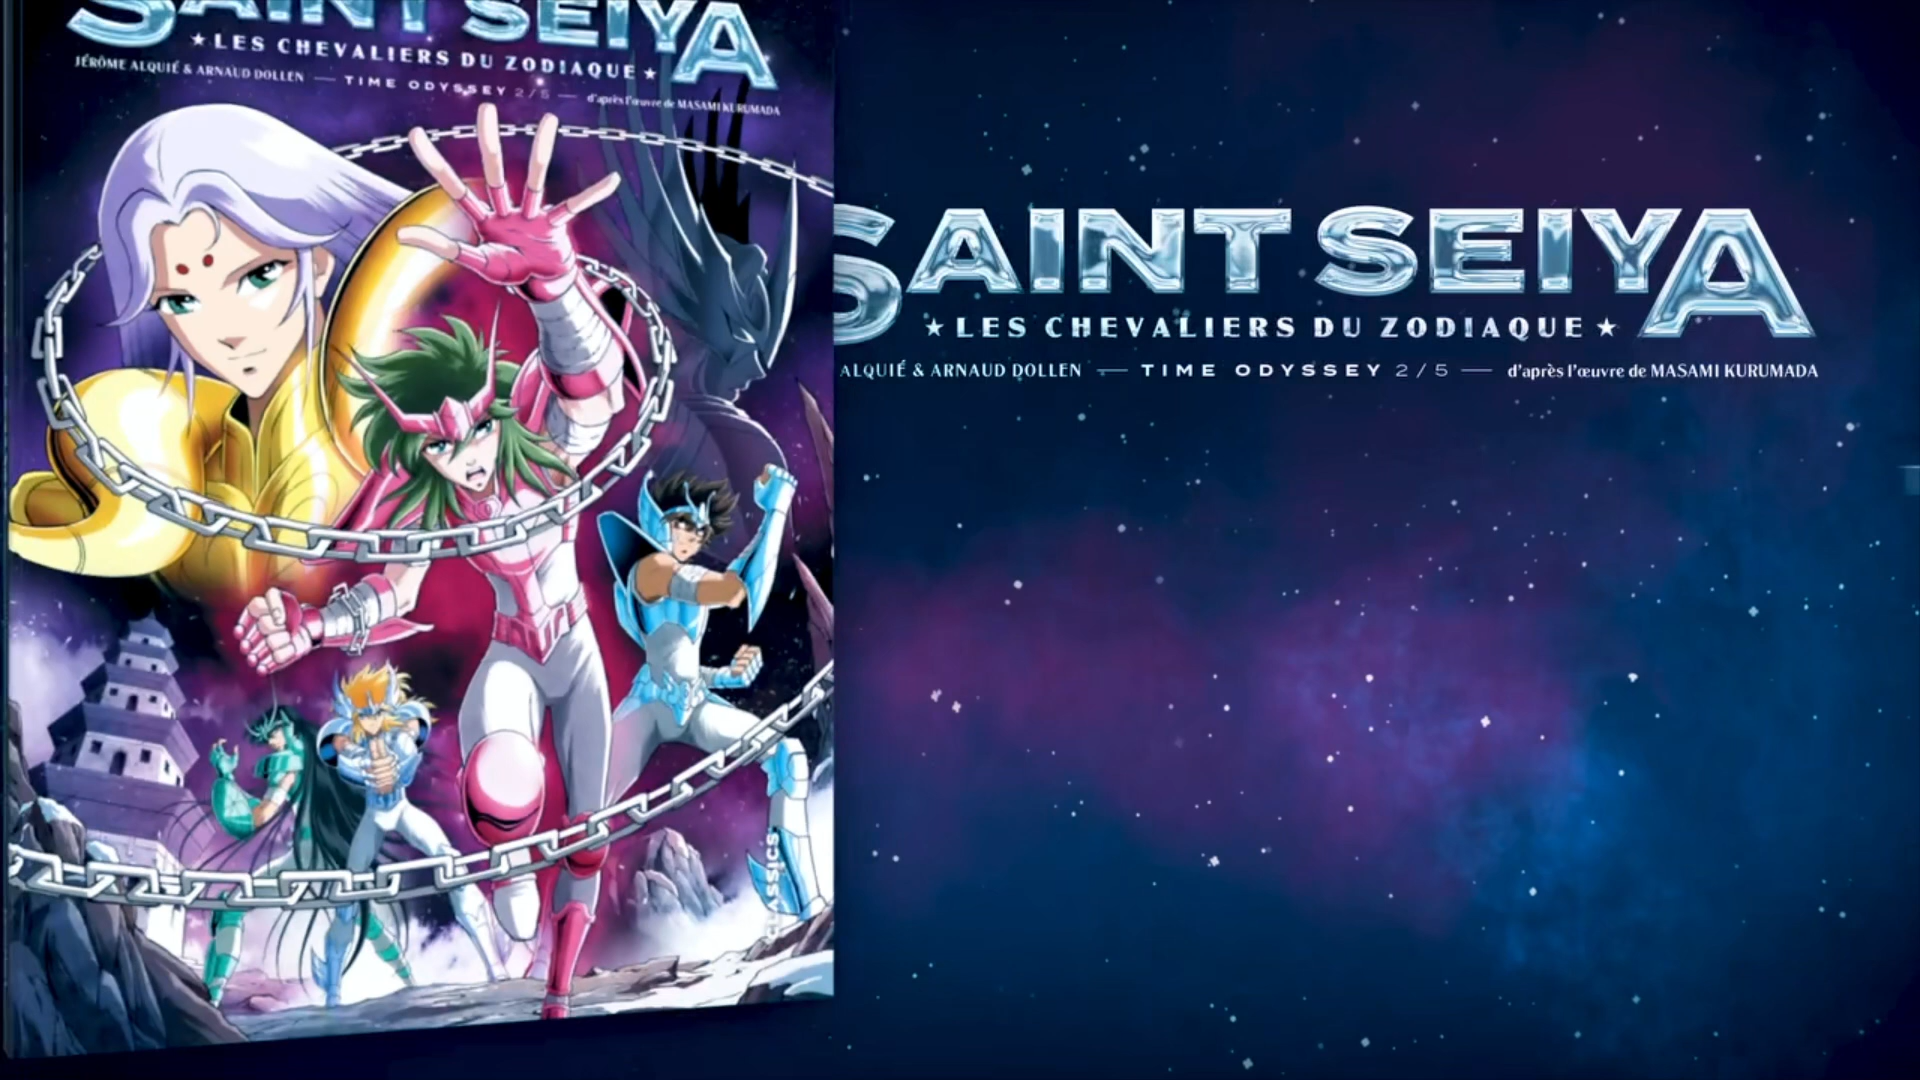 SAINT SEIYA
★ LES CHEVALIERS DU ZODIAQUE ★
JÉRÔME ALQUIÉ & ARNAUD DOLLEN — TIME ODYSSEY 2/5 — d'après l'œuvre de MASAMI KURUMADA
CLASSICS
SAINT SEIYA
★ LES CHEVALIERS DU ZODIAQUE ★
ALQUIÉ & ARNAUD DOLLEN — TIME ODYSSEY 2/5 — d'après l'œuvre de MASAMI KURUMADA